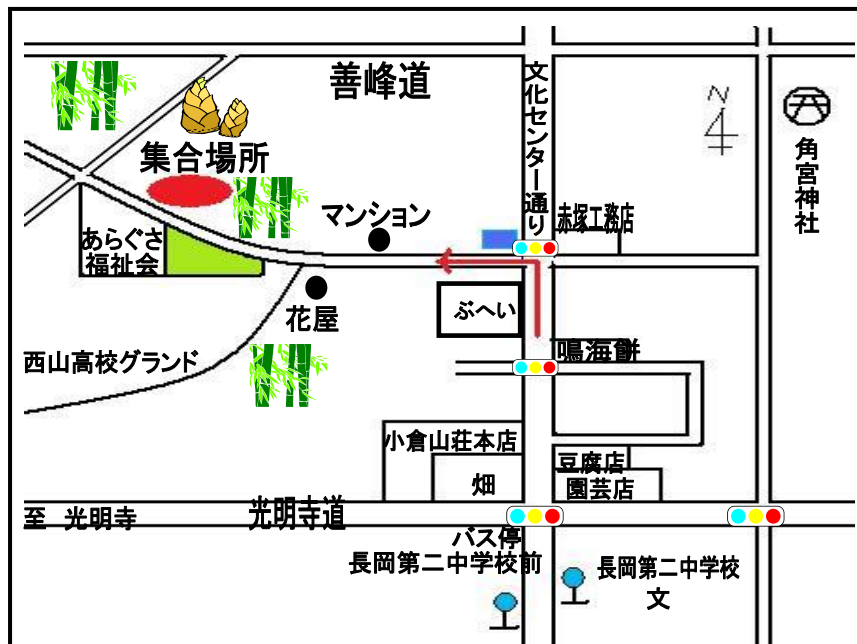 善峰道
文化センター通り
N
角宮神社
集合場所
マンション
赤塚工務店
あらぐさ
福祉会
ぶへい
花屋
鳴海餅
西山高校グランド
小倉山荘本店
畑
豆腐店
園芸店
至 光明寺
光明寺道
バス停
長岡第二中学校前
長岡第二中学校
文